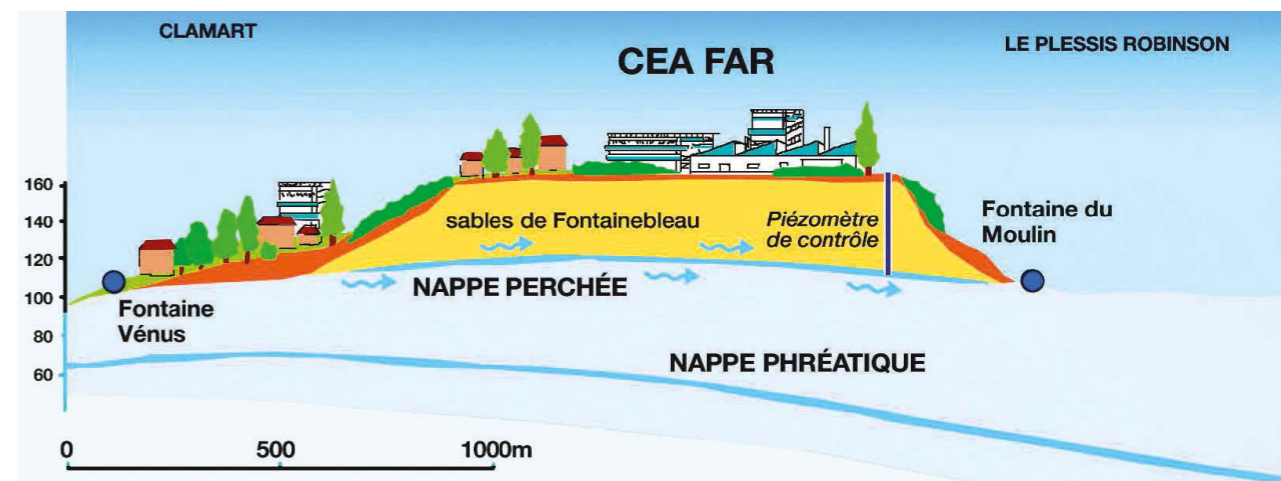 CLAMART
CEA FAR
LE PLESSIS ROBINSON
160
140
120
100
80
60
sables de Fontainebleau
Piézomètre
de contrôle
Fontaine du
Moulin
NAPPE PERCHÉE
Fontaine
Vénus
NAPPE PHRÉATIQUE
0 500 1000m